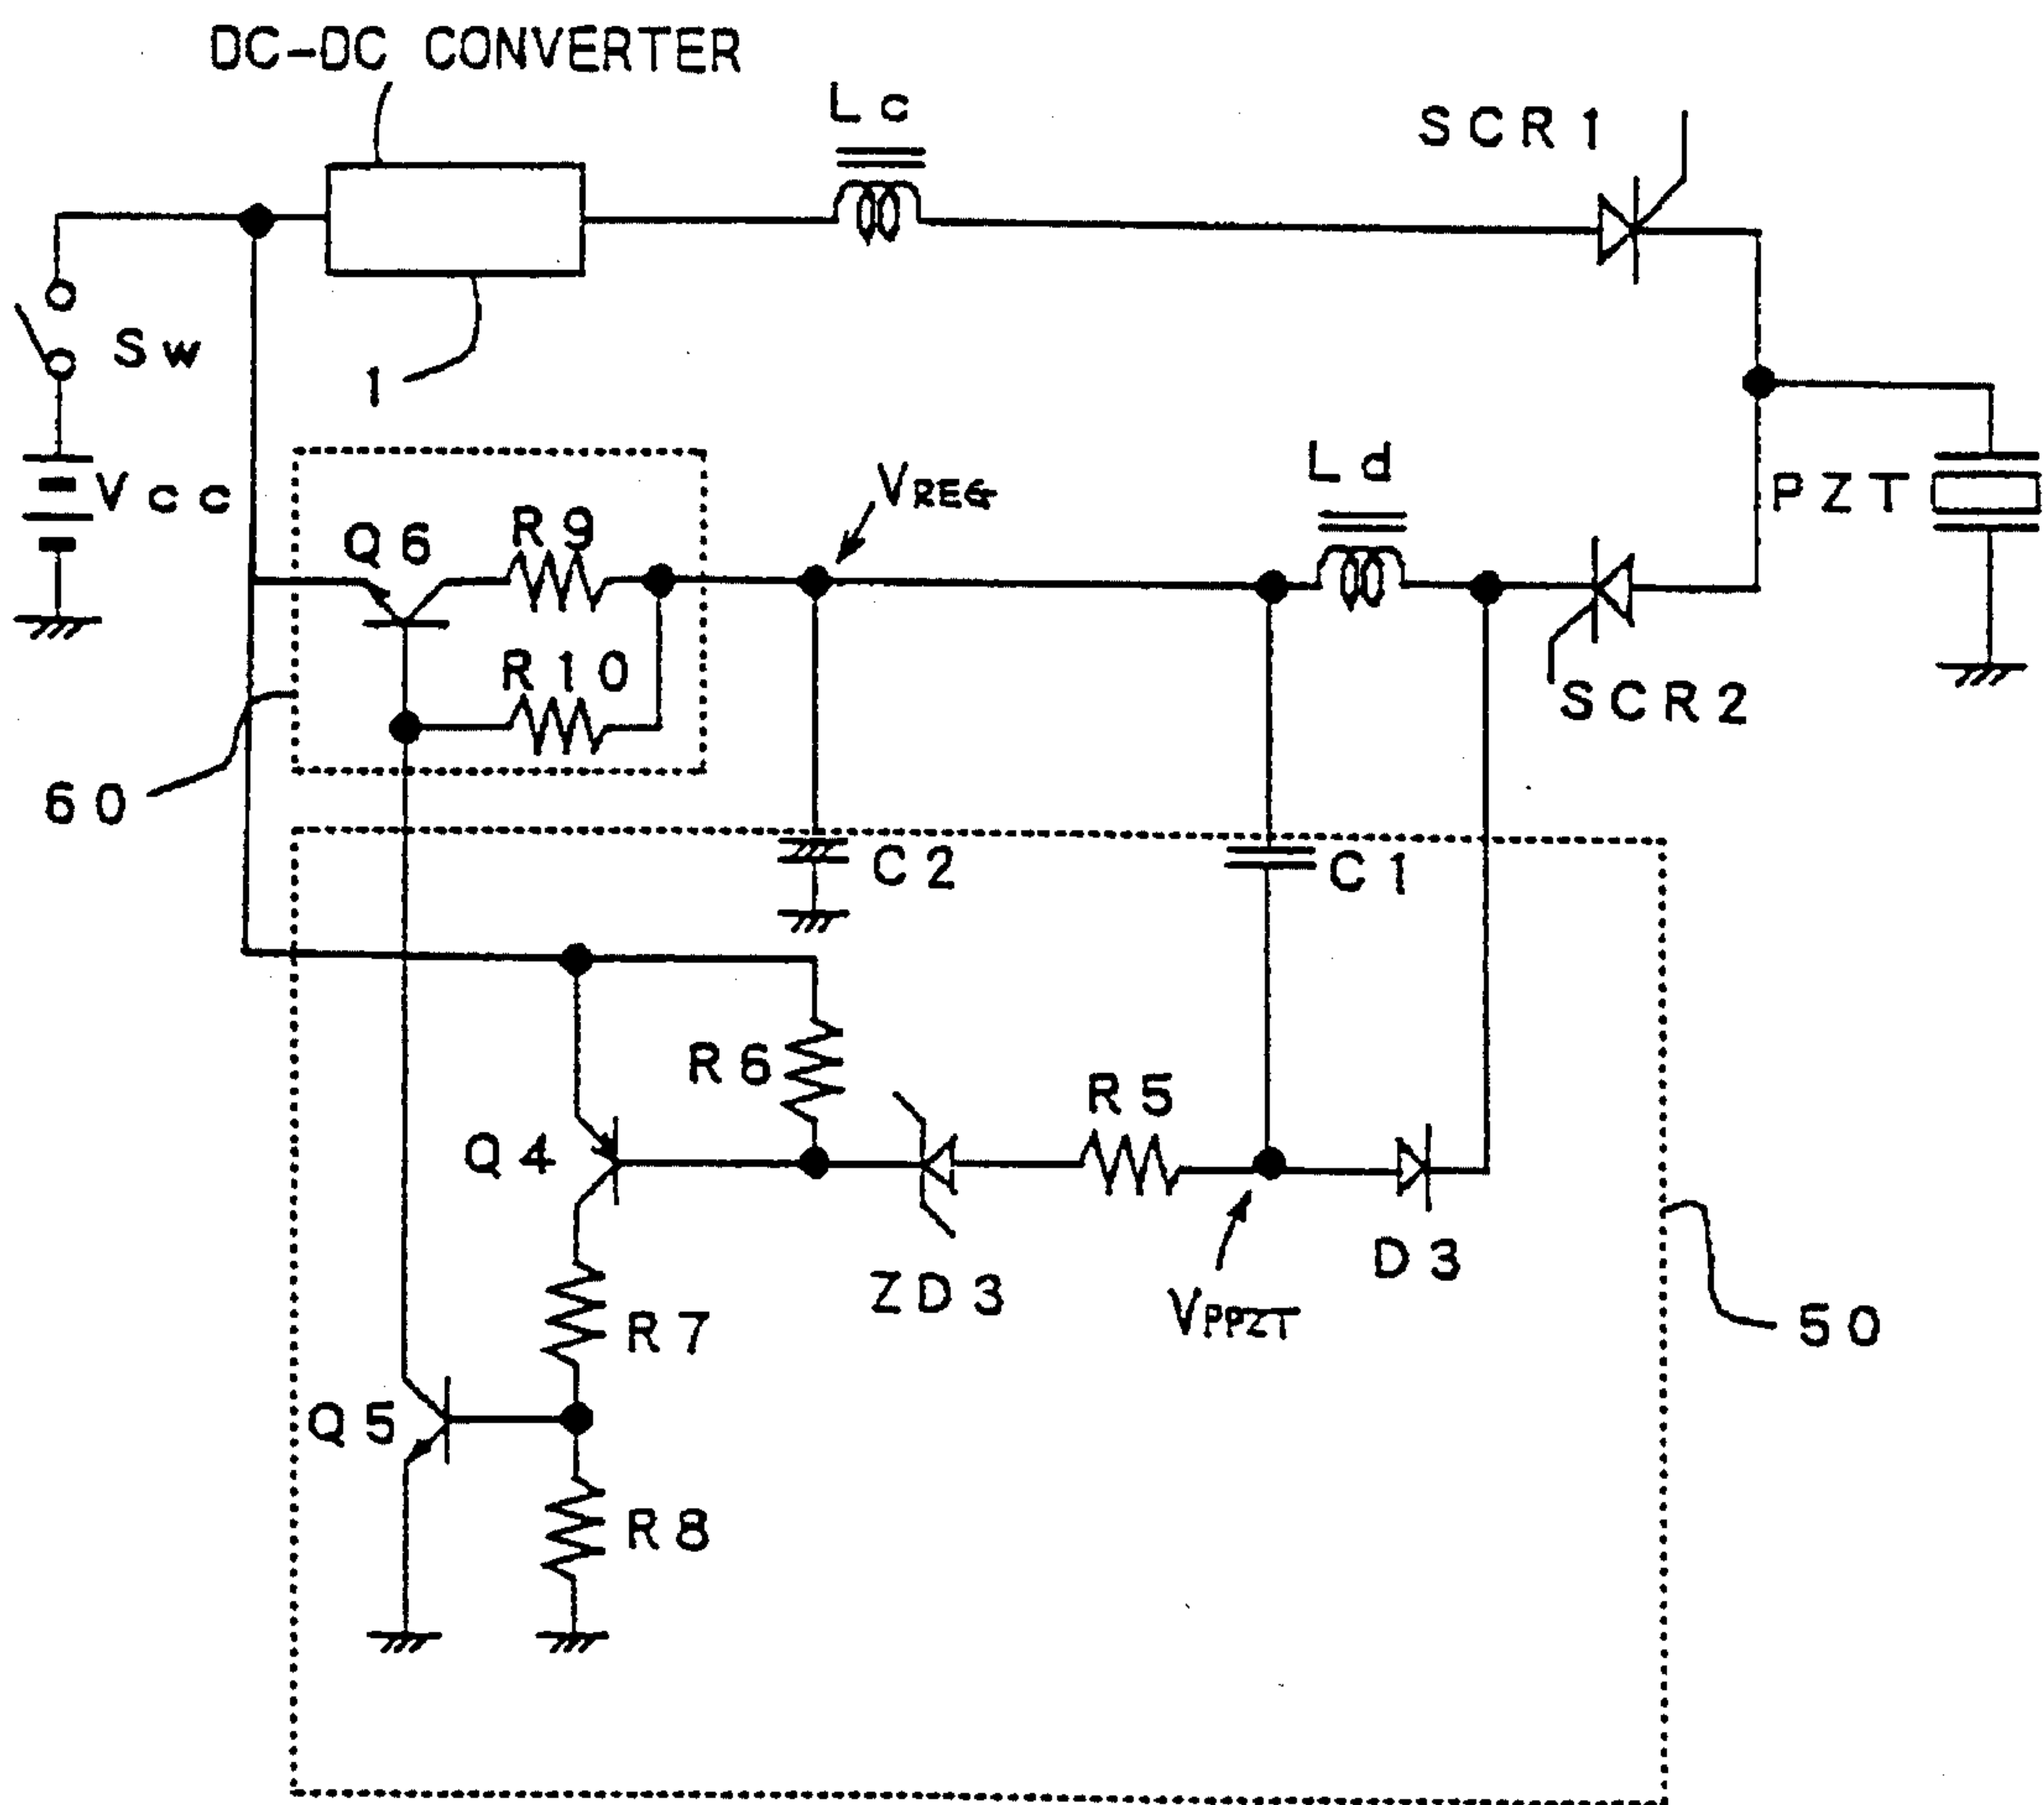 DC-DC CONVERTER
Lc
SCR1
Sw
1
Vcc
VREG
Ld
PZT
Q6
R9
R10
SCR2
60
C2
C1
R6
R5
Q4
ZD3
VPPZT
D3
50
R7
Q5
R8